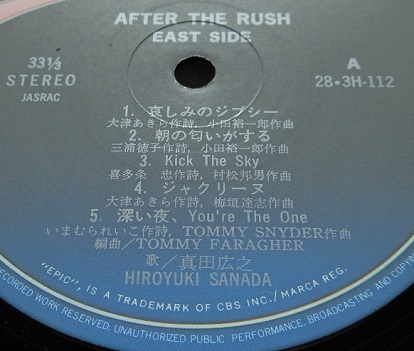 AFTER THE RUSH
EAST SIDE
33⅓
STEREO
JASRAC
A
28・3H-112
1. 哀しみのジプシー
大津あきら作詩, 小田裕一郎作曲
2. 朝の匂いがする
三浦徳子作詩, 小田裕一郎作曲
3. Kick The Sky
喜多條 忠作詩, 村松邦男作曲
4. ジャクリーヌ
大津あきら作詩, 梅垣達志作曲
5. 深い夜、You're The One
いまむられいこ作詩, TOMMY SNYDER作曲
編曲/TOMMY FARAGHER
歌/真田広之
HIROYUKI SANADA
"EPIC", IS A TRADEMARK OF CBS INC./MARCA REG.
RECORDED WORK RESERVED. UNAUTHORIZED PUBLIC PERFORMANCE, BROADCASTING AND COPYING